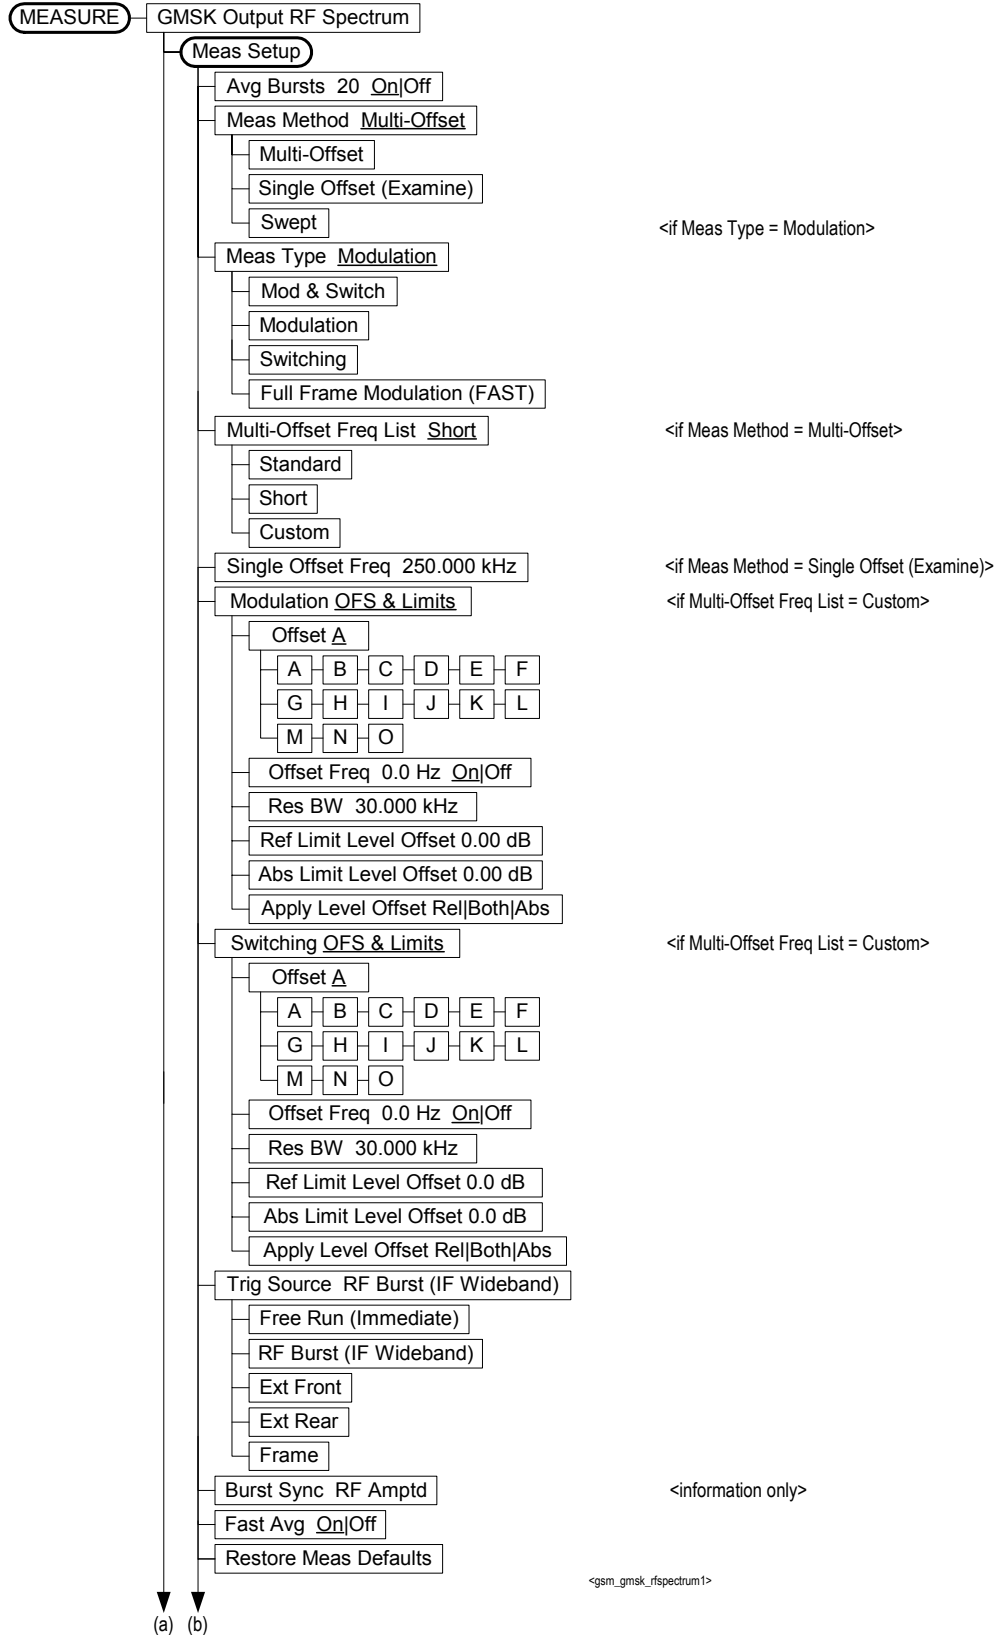 MEASURE GMSK Output RF Spectrum
Meas Setup
Avg Bursts 20 On|Off
Meas Method Multi-Offset
Multi-Offset
Single Offset (Examine)
Swept <if Meas Type = Modulation>
Meas Type Modulation
Mod & Switch
Modulation
Switching
Full Frame Modulation (FAST)
Multi-Offset Freq List Short <if Meas Method = Multi-Offset>
Standard
Short
Custom
Single Offset Freq 250.000 kHz <if Meas Method = Single Offset (Examine)>
Modulation OFS & Limits <if Multi-Offset Freq List = Custom>
Offset A
A B C D E F
G H I J K L
M N O
Offset Freq 0.0 Hz On|Off
Res BW 30.000 kHz
Ref Limit Level Offset 0.00 dB
Abs Limit Level Offset 0.00 dB
Apply Level Offset Rel|Both|Abs
Switching OFS & Limits <if Multi-Offset Freq List = Custom>
Offset A
A B C D E F
G H I J K L
M N O
Offset Freq 0.0 Hz On|Off
Res BW 30.000 kHz
Ref Limit Level Offset 0.0 dB
Abs Limit Level Offset 0.0 dB
Apply Level Offset Rel|Both|Abs
Trig Source RF Burst (IF Wideband)
Free Run (Immediate)
RF Burst (IF Wideband)
Ext Front
Ext Rear
Frame
Burst Sync RF Amptd <information only>
Fast Avg On|Off
Restore Meas Defaults
<gsm_gmsk_rfspectrum1>
(a) (b)